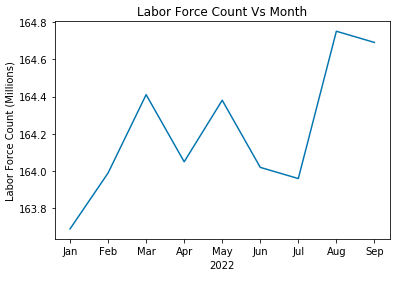 Labor Force Count Vs Month
Labor Force Count (Millions)
164.8
164.6
164.4
164.2
164.0
163.8
Jan Feb Mar Apr May Jun Jul Aug Sep
2022